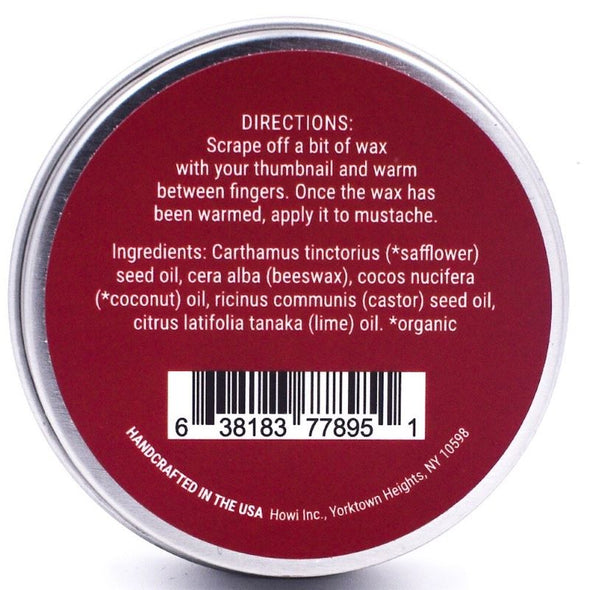 DIRECTIONS:
Scrape off a bit of wax
with your thumbnail and warm
between fingers. Once the wax has
been warmed, apply it to mustache.
Ingredients: Carthamus tinctorius (*safflower)
seed oil, cera alba (beeswax), cocos nucifera
(*coconut) oil, ricinus communis (castor) seed oil,
citrus latifolia tanaka (lime) oil. *organic
6 38183 77895 1
HANDCRAFTED IN THE USA Howi Inc., Yorktown Heights, NY 10598